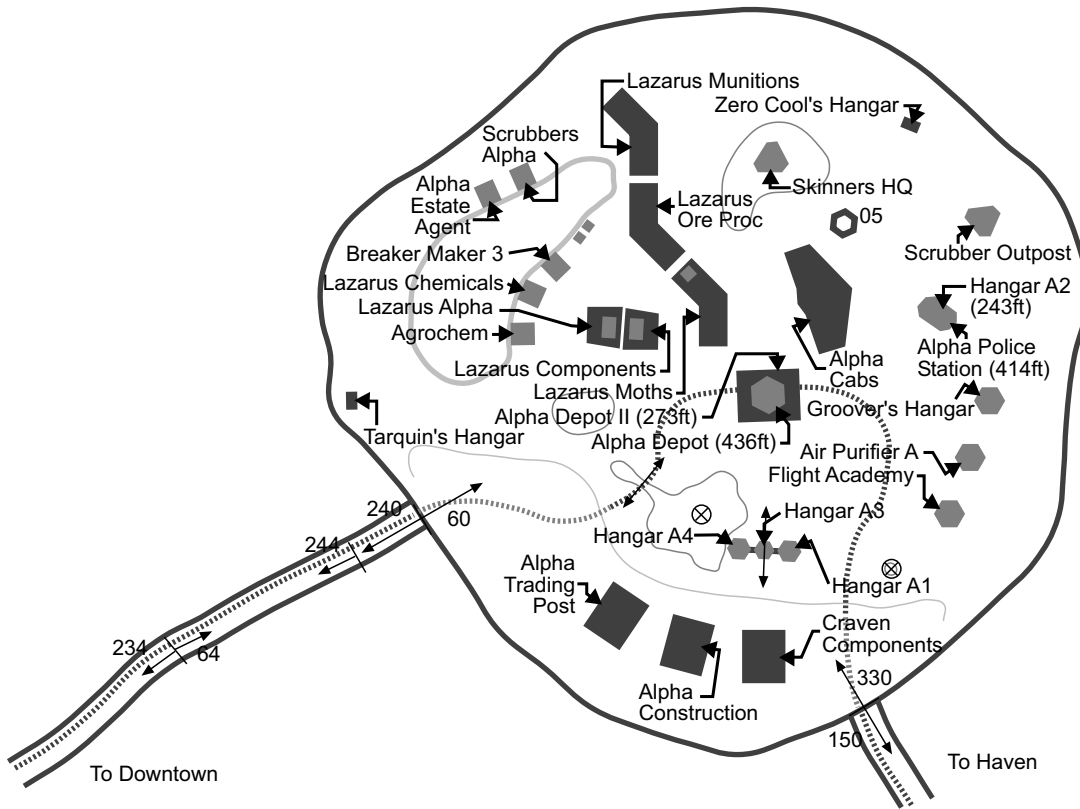 Lazarus Munitions
Zero Cool's Hangar
Scrubbers
Alpha
Alpha
Estate
Agent
Skinners HQ
Lazarus
Ore Proc
05
Scrubber Outpost
Breaker Maker 3
Lazarus Chemicals
Lazarus Alpha
Agrochem
Hangar A2
(243ft)
Alpha Police
Station (414ft)
Lazarus Components
Lazarus Moths
Alpha
Cabs
Alpha Depot II (273ft)
Groover's Hangar
Alpha Depot (436ft)
Tarquin's Hangar
Air Purifier A
Flight Academy
240
60
Hangar A3
Hangar A4
244
Alpha
Trading
Post
Hangar A1
234
64
Craven
Components
Alpha
Construction
330
150
To Downtown
To Haven